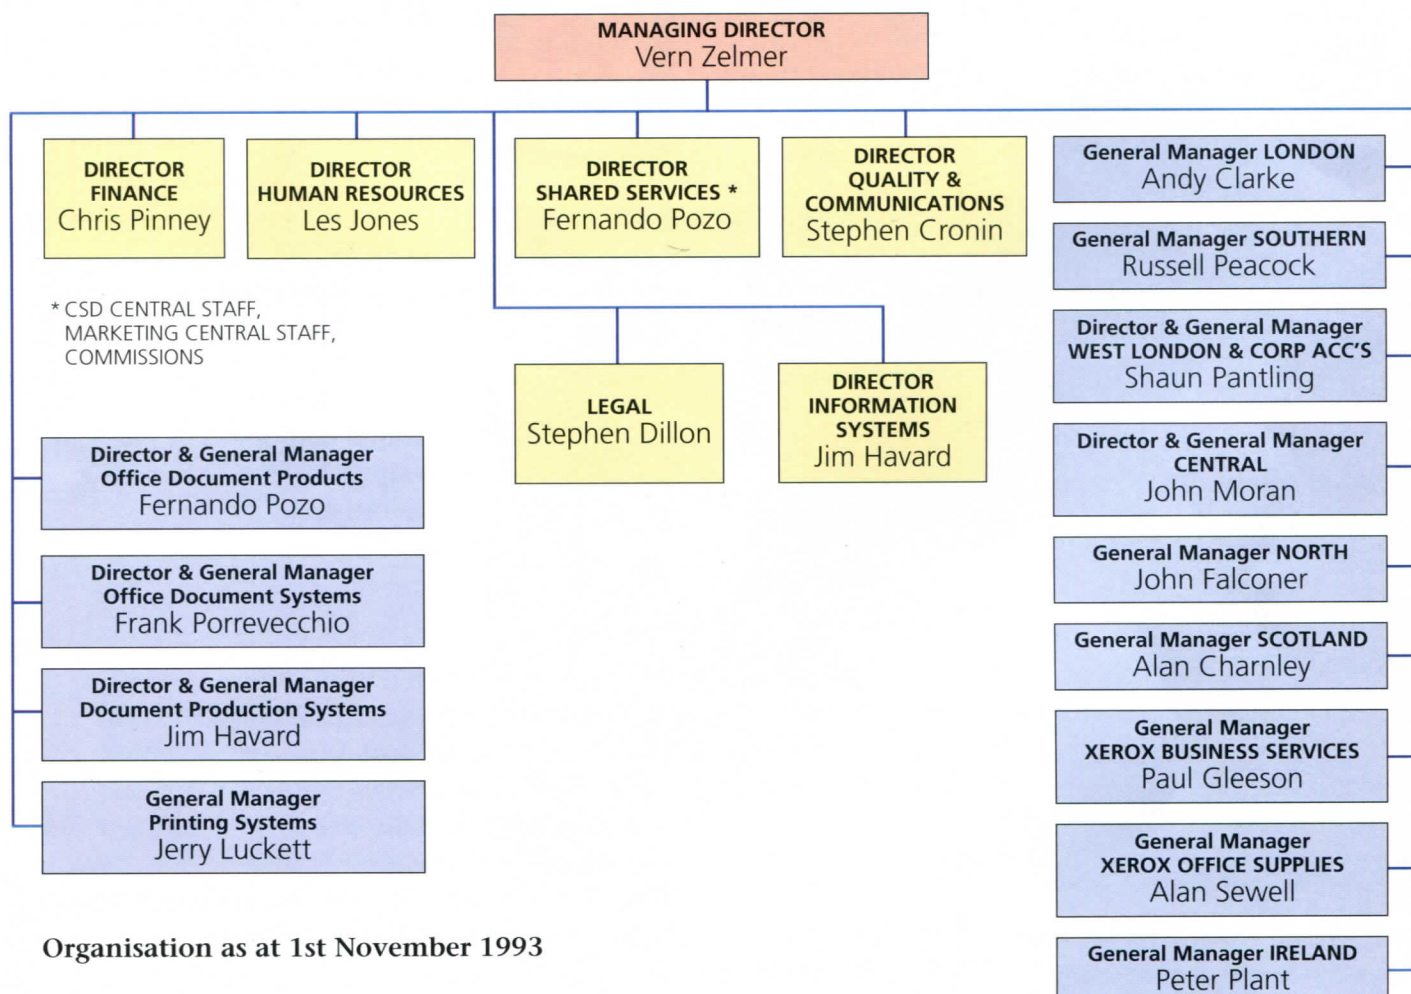 MANAGING DIRECTOR
Vern Zelmer
DIRECTOR
FINANCE
Chris Pinney
DIRECTOR
HUMAN RESOURCES
Les Jones
DIRECTOR
SHARED SERVICES *
Fernando Pozo
DIRECTOR
QUALITY &
COMMUNICATIONS
Stephen Cronin
* CSD CENTRAL STAFF,
MARKETING CENTRAL STAFF,
COMMISSIONS
LEGAL
Stephen Dillon
DIRECTOR
INFORMATION
SYSTEMS
Jim Havard
Director & General Manager
Office Document Products
Fernando Pozo
Director & General Manager
Office Document Systems
Frank Porrevecchio
Director & General Manager
Document Production Systems
Jim Havard
General Manager
Printing Systems
Jerry Luckett
General Manager LONDON
Andy Clarke
General Manager SOUTHERN
Russell Peacock
Director & General Manager
WEST LONDON & CORP ACC'S
Shaun Pantling
Director & General Manager
CENTRAL
John Moran
General Manager NORTH
John Falconer
General Manager SCOTLAND
Alan Charnley
General Manager
XEROX BUSINESS SERVICES
Paul Gleeson
General Manager
XEROX OFFICE SUPPLIES
Alan Sewell
General Manager IRELAND
Peter Plant
Organisation as at 1st November 1993